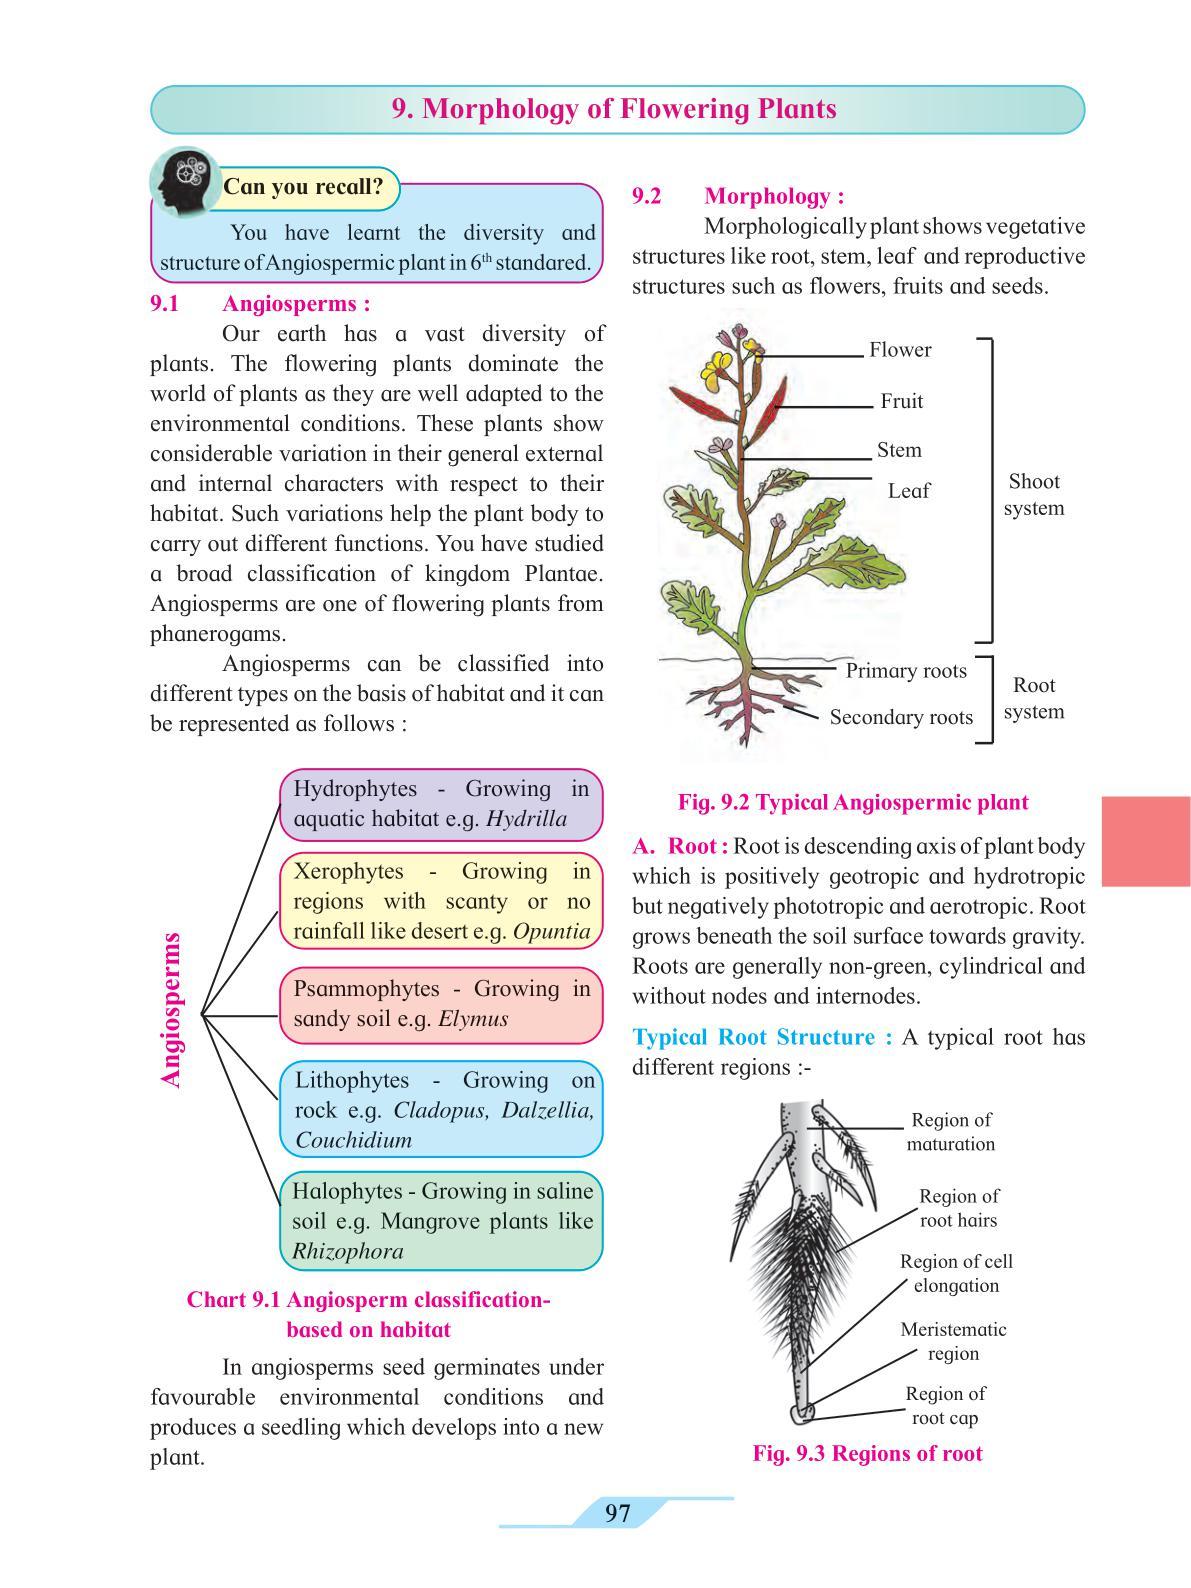 9. Morphology of Flowering Plants
Can you recall?
You have learnt the diversity and
structure of Angiospermic plant in 6th standared.
9.1 Angiosperms :
Our earth has a vast diversity of
plants. The flowering plants dominate the
world of plants as they are well adapted to the
environmental conditions. These plants show
considerable variation in their general external
and internal characters with respect to their
habitat. Such variations help the plant body to
carry out different functions. You have studied
a broad classification of kingdom Plantae.
Angiosperms are one of flowering plants from
phanerogams.
Angiosperms can be classified into
different types on the basis of habitat and it can
be represented as follows :
Angiosperms
Hydrophytes - Growing in
aquatic habitat e.g. Hydrilla
Xerophytes - Growing in
regions with scanty or no
rainfall like desert e.g. Opuntia
Psammophytes - Growing in
sandy soil e.g. Elymus
Lithophytes - Growing on
rock e.g. Cladopus, Dalzellia,
Couchidium
Halophytes - Growing in saline
soil e.g. Mangrove plants like
Rhizophora
Chart 9.1 Angiosperm classification-
based on habitat
In angiosperms seed germinates under
favourable environmental conditions and
produces a seedling which develops into a new
plant.
9.2 Morphology :
Morphologically plant shows vegetative
structures like root, stem, leaf and reproductive
structures such as flowers, fruits and seeds.
Flower
Fruit
Stem
Leaf
Shoot
system
Primary roots
Secondary roots
Root
system
Fig. 9.2 Typical Angiospermic plant
A. Root : Root is descending axis of plant body
which is positively geotropic and hydrotropic
but negatively phototropic and aerotropic. Root
grows beneath the soil surface towards gravity.
Roots are generally non-green, cylindrical and
without nodes and internodes.
Typical Root Structure : A typical root has
different regions :-
Region of
maturation
Region of
root hairs
Region of cell
elongation
Meristematic
region
Region of
root cap
Fig. 9.3 Regions of root
97